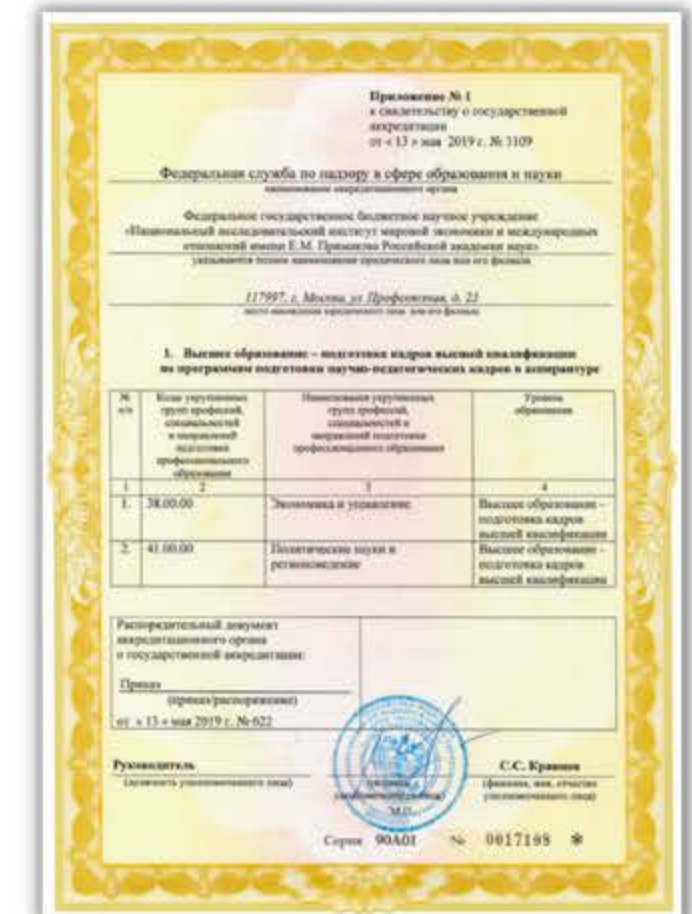 Приложение № 1
к свидетельству о государственной
аккредитации
от « 13 » мая 2019 г. № 3109
Федеральная служба по надзору в сфере образования и науки
наименование аккредитационного органа
Федеральное государственное бюджетное научное учреждение
«Национальный исследовательский институт мировой экономики и международных
отношений имени Е.М. Примакова Российской академии наук»
указывается полное наименование юридического лица или его филиала
117997, г. Москва, ул. Профсоюзная, д. 23
место нахождения юридического лица или его филиала
1. Высшее образование – подготовка кадров высшей квалификации
по программам подготовки научно-педагогических кадров в аспирантуре
№
п/п
Коды укрупненных
групп профессий,
специальностей
и направлений
подготовки
профессионального
образования
Наименования укрупненных
групп профессий,
специальностей и
направлений подготовки
профессионального образования
Уровень
образования
1 2 3 4
1. 38.00.00 Экономика и управление Высшее образование –
подготовка кадров
высшей квалификации
2. 41.00.00 Политические науки и
регионоведение
Высшее образование -
подготовка кадров
высшей квалификации
Распорядительный документ
аккредитационного органа
о государственной аккредитации:
Приказ
(приказ/распоряжение)
от « 13 » мая 2019 г. № 622
Руководитель
(должность уполномоченного лица)
М.П.
С.С. Кравцов
(фамилия, имя, отчество
уполномоченного лица)
Серия 90А01 № 0017108 *